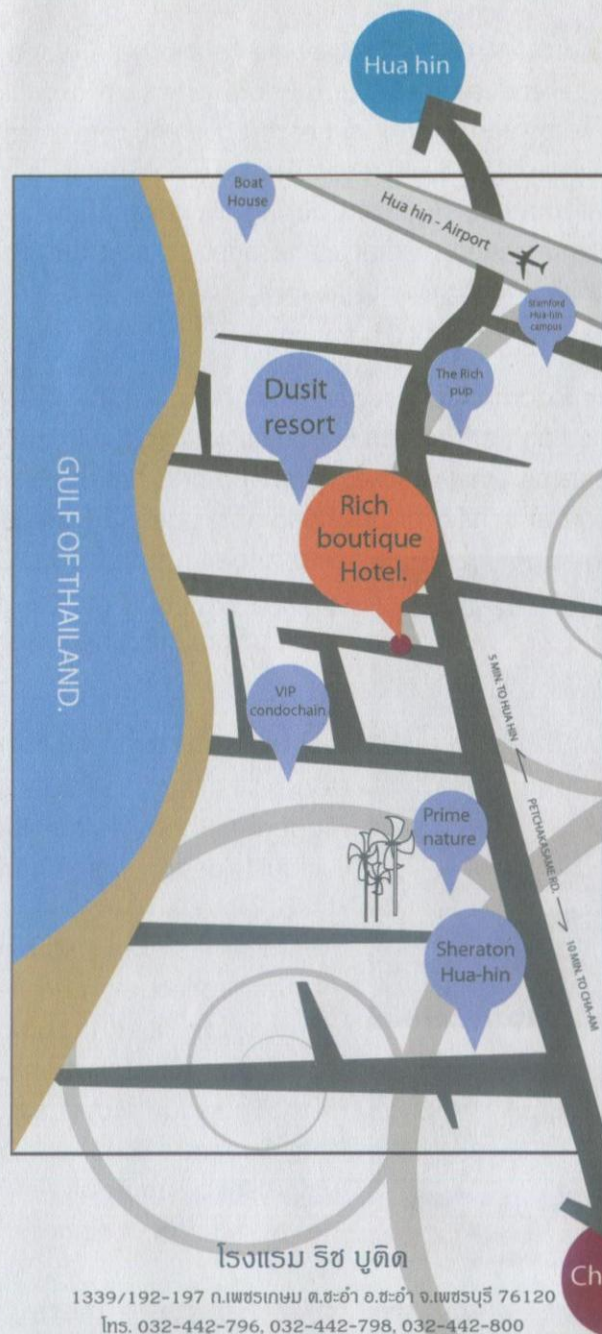 Hua hin
Boat
House
Hua hin - Airport
Stamford
Hua-hin
campus
The Rich
pup
Dusit
resort
Rich
boutique
Hotel.
GULF OF THAILAND.
VIP
condochain
5 MIN. TO HUA HIN
PETCHAKASAME RD.
10 MIN. TO CHA-AM
Prime
nature
Sheraton
Hua-hin
Ch
โรงแรม ริช บูติค
1339/192-197 ถ.เพชรเกษม ต.ชะอำ อ.ชะอำ จ.เพชรบุรี 76120
โทร. 032-442-796, 032-442-798, 032-442-800